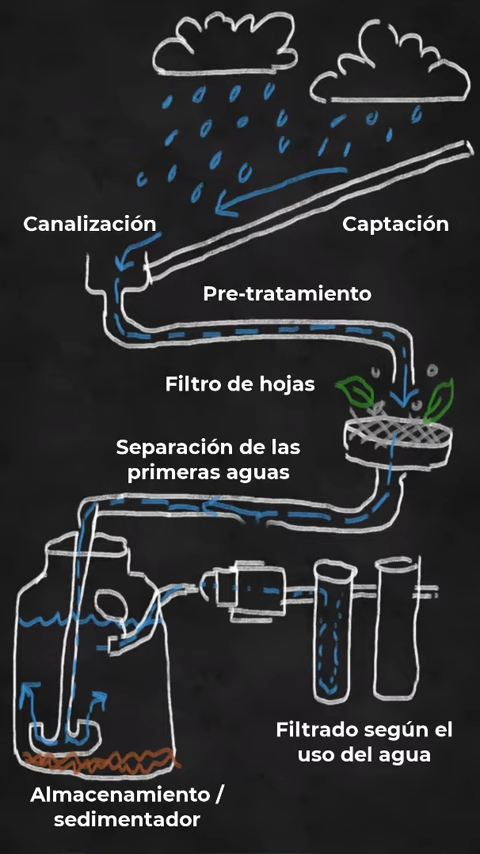 Canalización
Captación
Pre-tratamiento
Filtro de hojas
Separación de las
primeras aguas
Filtrado según el
uso del agua
Almacenamiento /
sedimentador